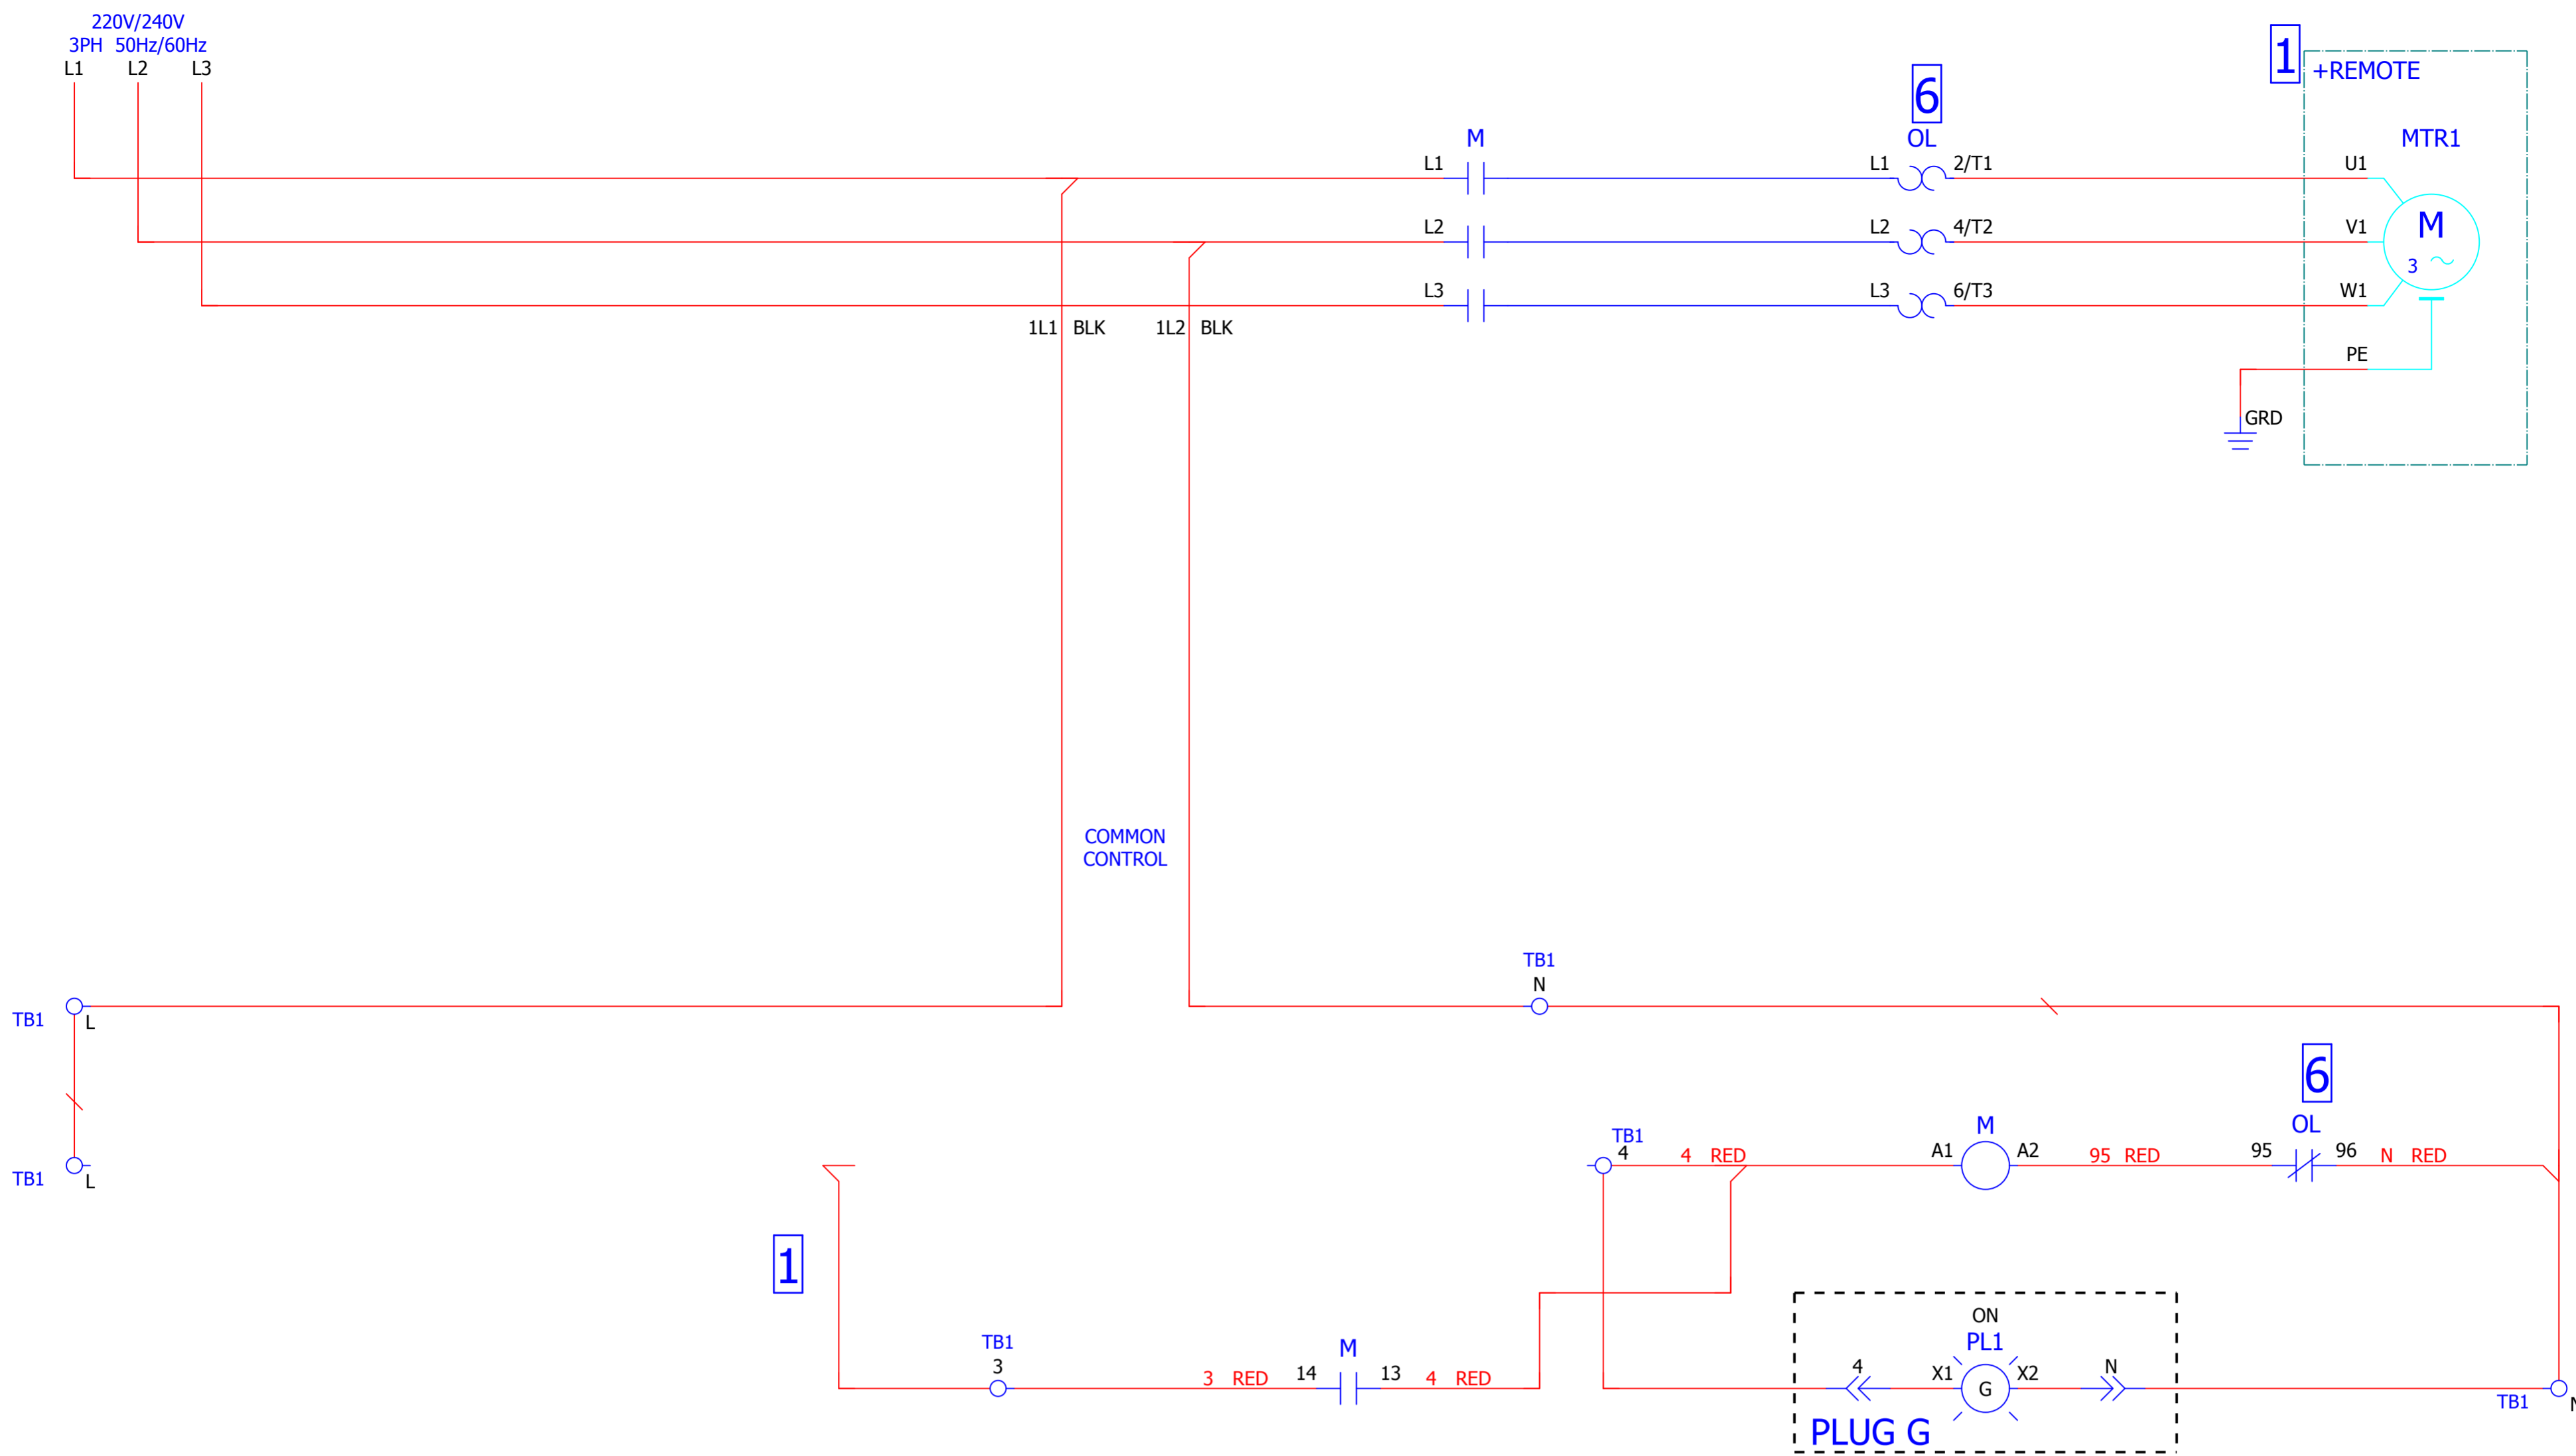 220V/240V
3PH 50Hz/60Hz
L1 L2 L3
1
+REMOTE
6
M
OL
MTR1
L1
L1
2/T1
U1
L2
L2
4/T2
V1
M
3
L3
L3
6/T3
W1
1L1 BLK
1L2 BLK
PE
GRD
COMMON
CONTROL
TB1
N
TB1
L
6
M
OL
TB1
4
4 RED
A1
A2
95 RED
95
96
N RED
TB1
L
1
ON
PL1
TB1
3
3 RED
14
M
13
4 RED
4
X1
G
X2
N
TB1
PLUG G